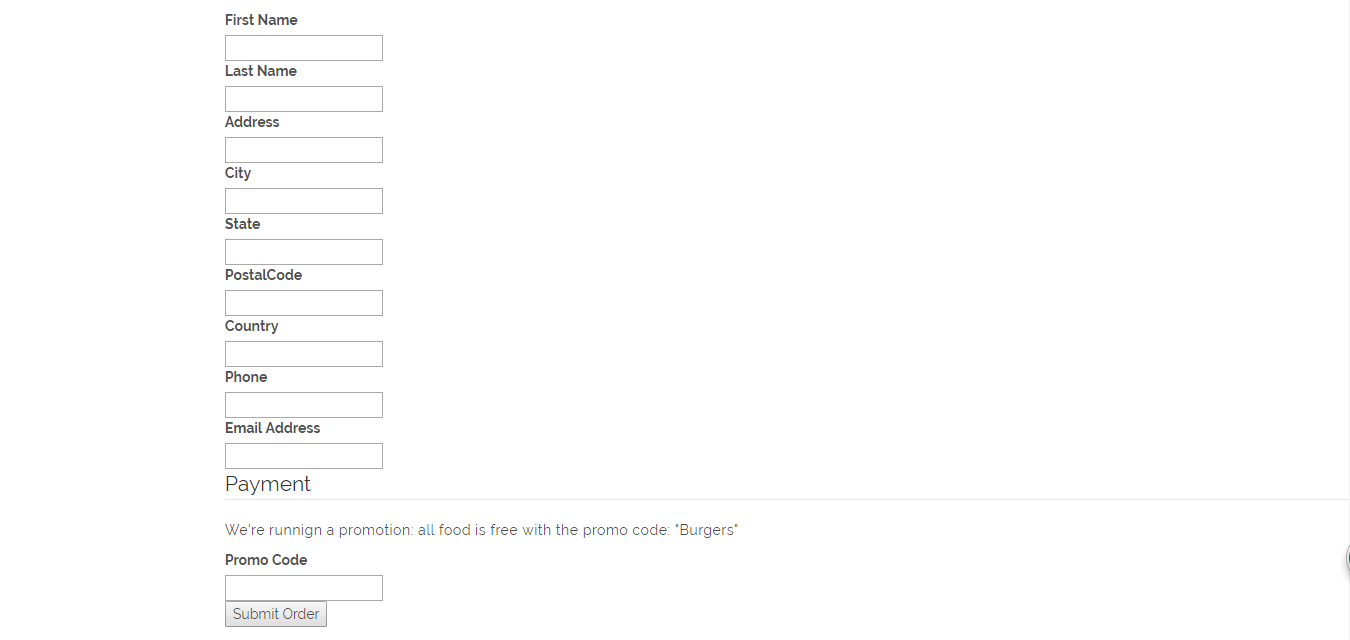 First Name
Last Name
Address
City
State
PostalCode
Country
Phone
Email Address
Payment
We're runnign a promotion: all food is free with the promo code: "Burgers"
Promo Code
Submit Order